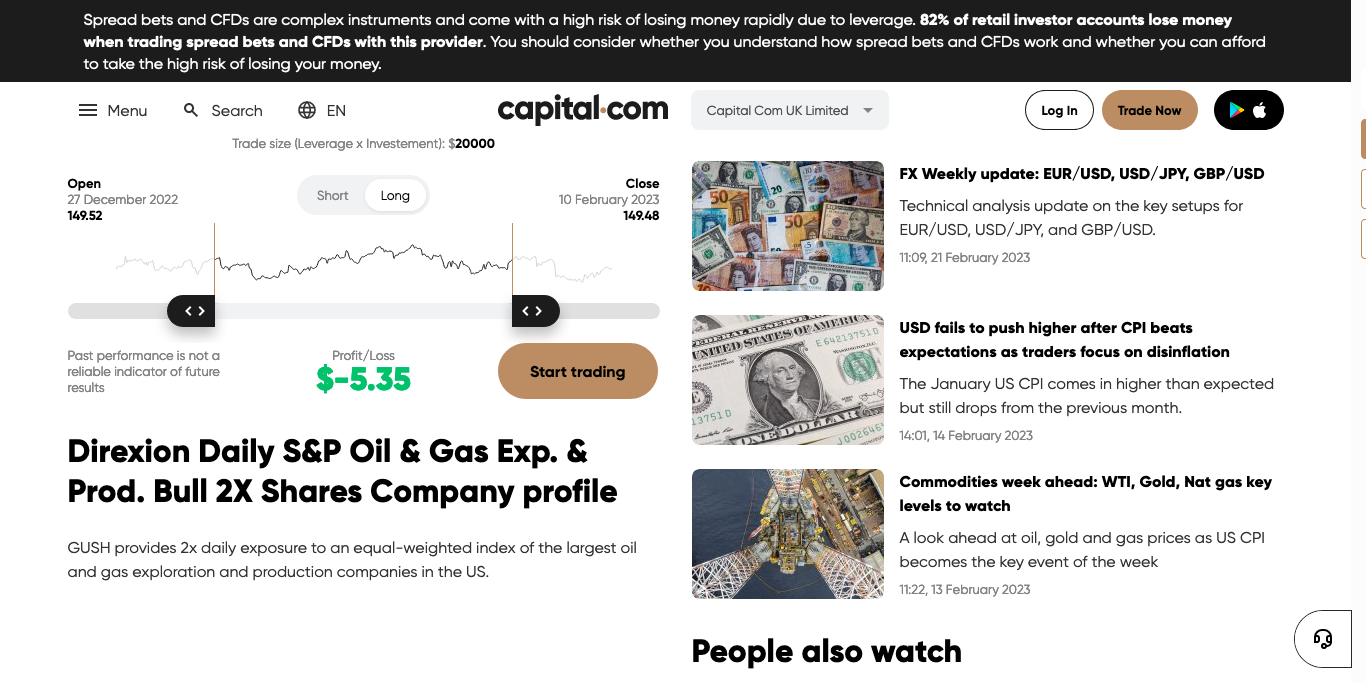 Spread bets and CFDs are complex instruments and come with a high risk of losing money rapidly due to leverage. 82% of retail investor accounts lose money
when trading spread bets and CFDs with this provider. You should consider whether you understand how spread bets and CFDs work and whether you can afford
to take the high risk of losing your money.
Menu Search EN capital.com Capital Com UK Limited Log In Trade Now
Trade size (Leverage x Investement): $20000
Open
27 December 2022
149.52
Short Long
Close
10 February 2023
149.48
Past performance is not a
reliable indicator of future
results
Profit/Loss
$-5.35
Start trading
Direxion Daily S&P Oil & Gas Exp. &
Prod. Bull 2X Shares Company profile
GUSH provides 2x daily exposure to an equal-weighted index of the largest oil
and gas exploration and production companies in the US.
FX Weekly update: EUR/USD, USD/JPY, GBP/USD
Technical analysis update on the key setups for
EUR/USD, USD/JPY, and GBP/USD.
11:09, 21 February 2023
UNITED STATES OF AMERICA
E 64213751 D
13751 D
ONE DOLLAR
USD fails to push higher after CPI beats
expectations as traders focus on disinflation
The January US CPI comes in higher than expected
but still drops from the previous month.
14:01, 14 February 2023
Commodities week ahead: WTI, Gold, Nat gas key
levels to watch
A look ahead at oil, gold and gas prices as US CPI
becomes the key event of the week
11:22, 13 February 2023
People also watch